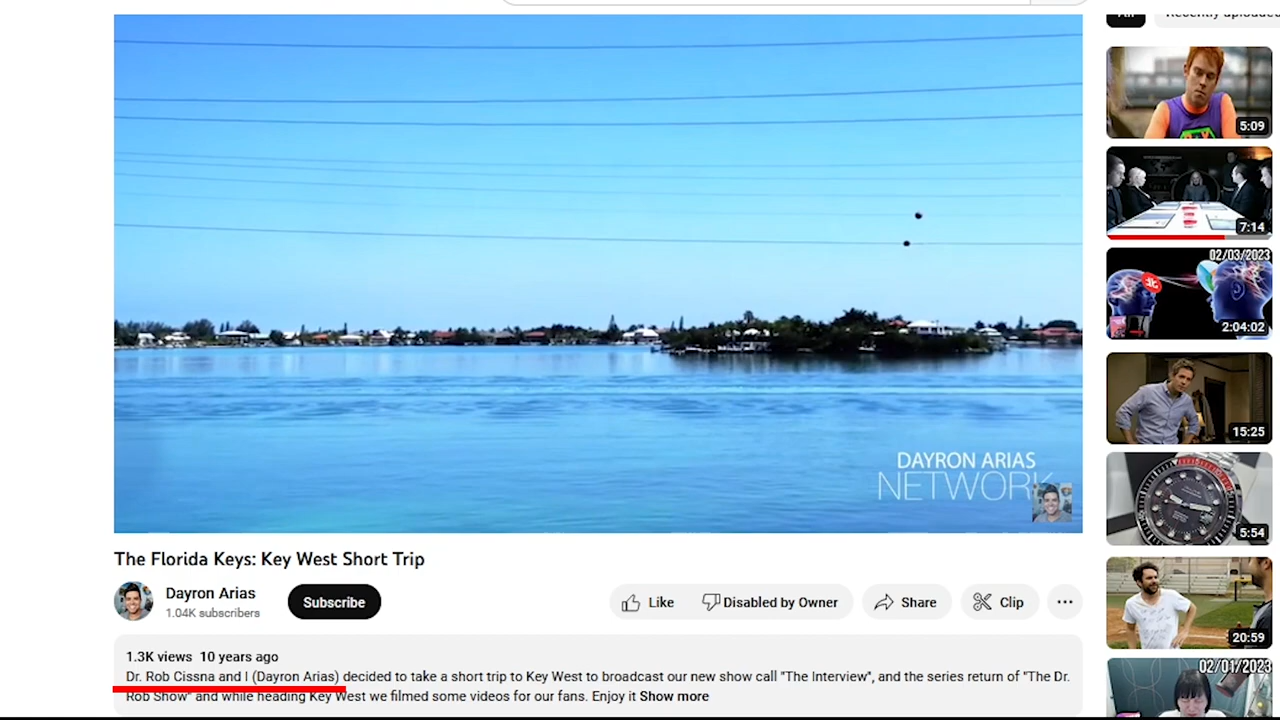 All
Recently uploaded
5:09
7:14
02/03/2023
2:04:02
15:25
5:54
20:59
02/01/2023
DAYRON ARIAS
NETWORK
The Florida Keys: Key West Short Trip
Dayron Arias
1.04K subscribers
Subscribe
Like
Disabled by Owner
Share
Clip
1.3K views 10 years ago
Dr. Rob Cissna and I (Dayron Arias) decided to take a short trip to Key West to broadcast our new show call "The Interview", and the series return of "The Dr.
Rob Show" and while heading Key West we filmed some videos for our fans. Enjoy it Show more